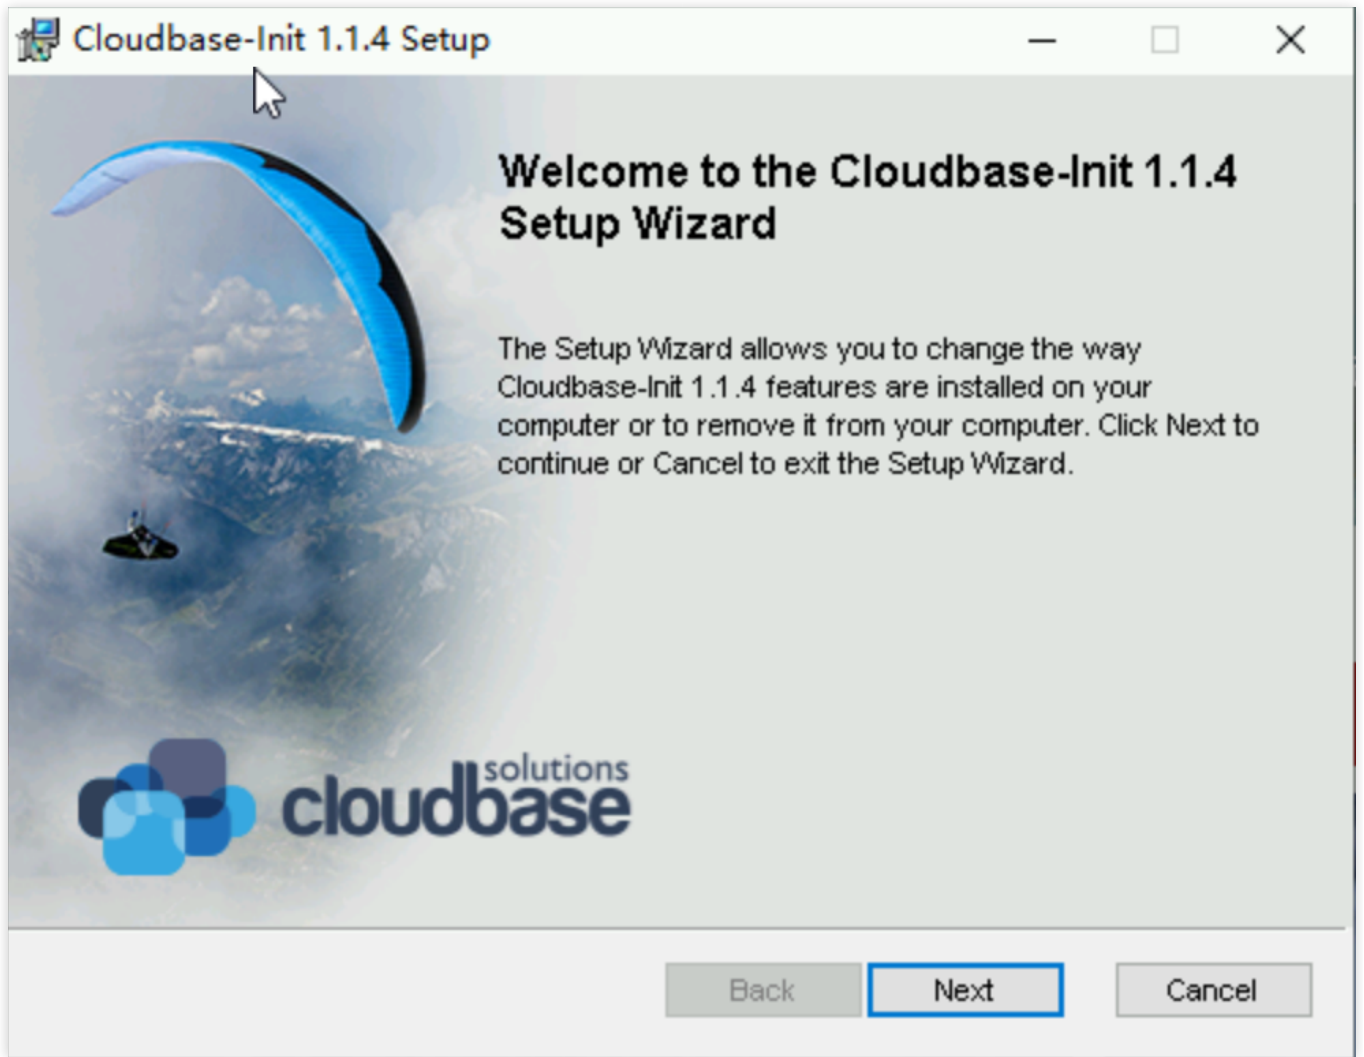 Cloudbase-Init 1.1.4 Setup
Welcome to the Cloudbase-Init 1.1.4
Setup Wizard
The Setup Wizard allows you to change the way
Cloudbase-Init 1.1.4 features are installed on your
computer or to remove it from your computer. Click Next to
continue or Cancel to exit the Setup Wizard.
solutions
cloudbase
Back
Next
Cancel